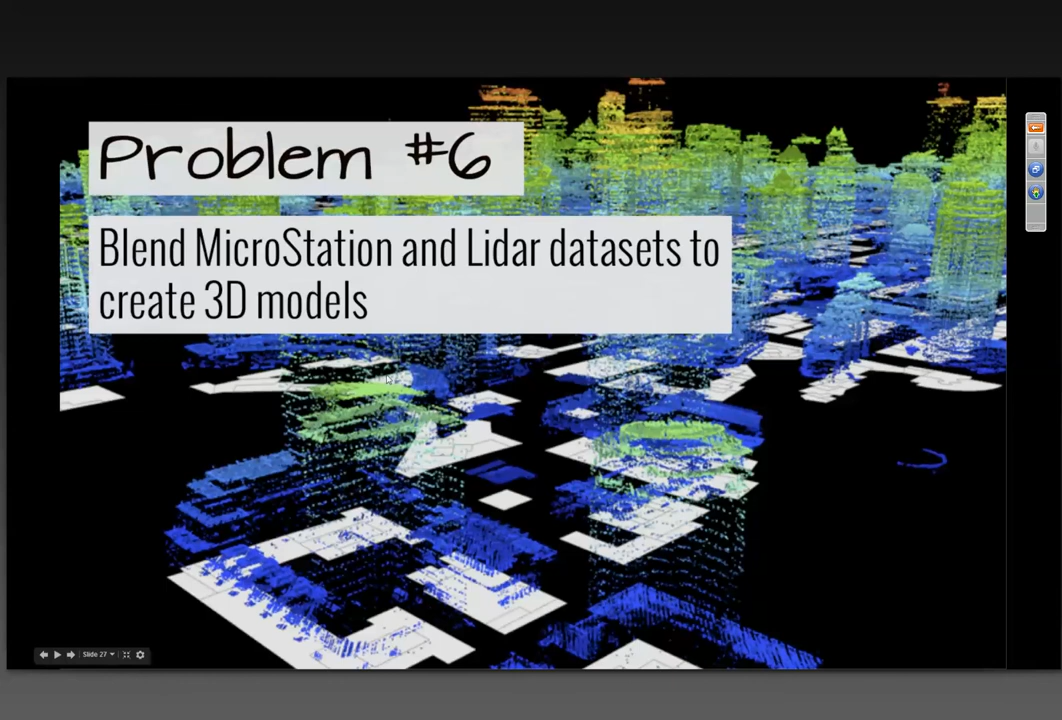 Problem #6
Blend MicroStation and Lidar datasets to
create 3D models
Slide 27